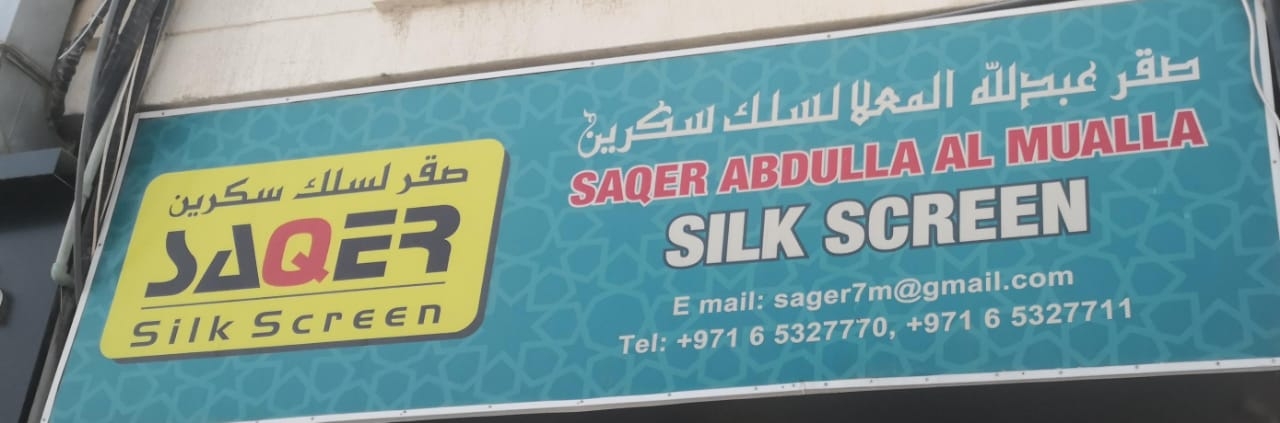 صقر لسلك سكرين
SAQER
Silk Screen
صقر عبدالله المعلا لسلك سكرين
SAQER ABDULLA AL MUALLA
SILK SCREEN
E mail: sager7m@gmail.com
Tel: +971 6 5327770, +971 6 5327711